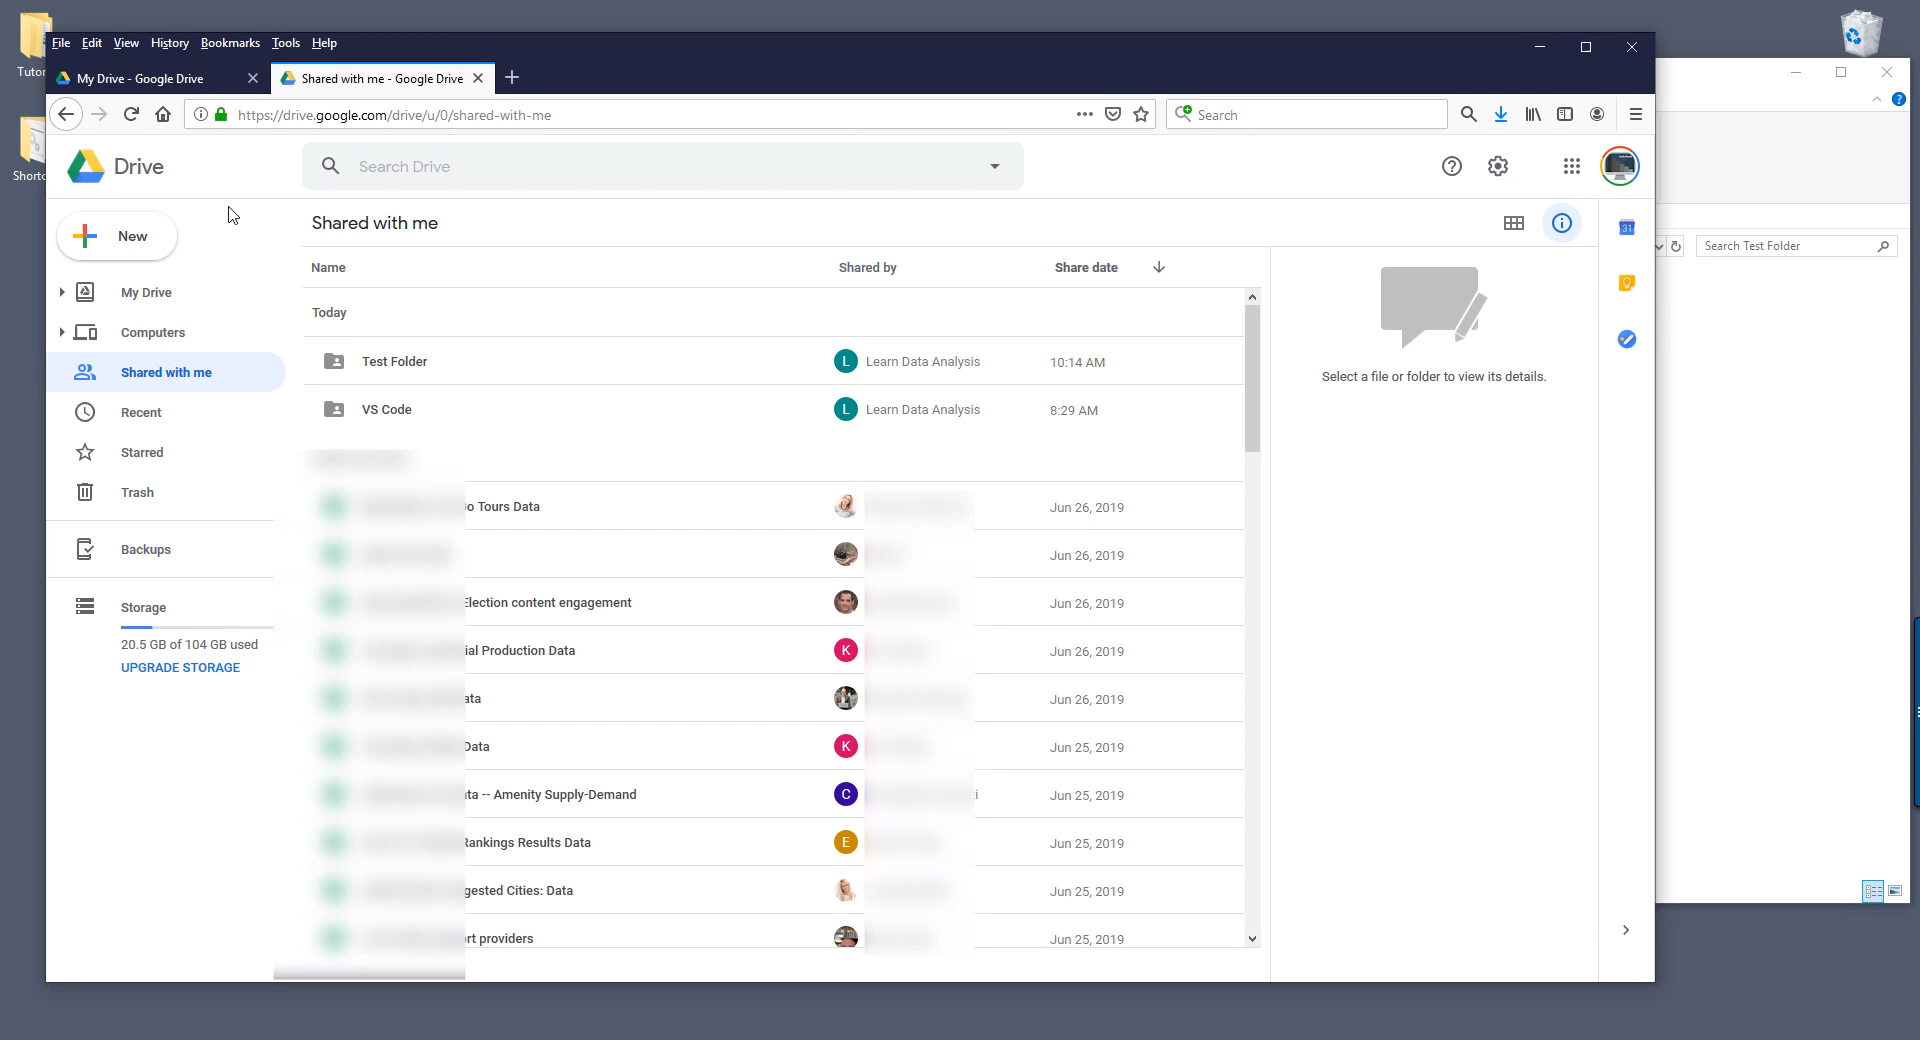 File Edit View History Bookmarks Tools Help
My Drive - Google Drive
Shared with me - Google Drive
https://drive.google.com/drive/u/0/shared-with-me
Search
Drive
Search Drive
New
My Drive
Computers
Shared with me
Recent
Starred
Trash
Backups
Storage
20.5 GB of 104 GB used
UPGRADE STORAGE
Shared with me
Name Shared by Share date
Today
Test Folder L Learn Data Analysis 10:14 AM
VS Code L Learn Data Analysis 8:29 AM
Tours Data Jun 26, 2019
Jun 26, 2019
Election content engagement Jun 26, 2019
Production Data K Jun 26, 2019
Jun 26, 2019
Data K Jun 25, 2019
-- Amenity Supply-Demand C Jun 25, 2019
Rankings Results Data E Jun 25, 2019
Cities: Data Jun 25, 2019
providers Jun 25, 2019
Select a file or folder to view its details.
31
Search Test Folder